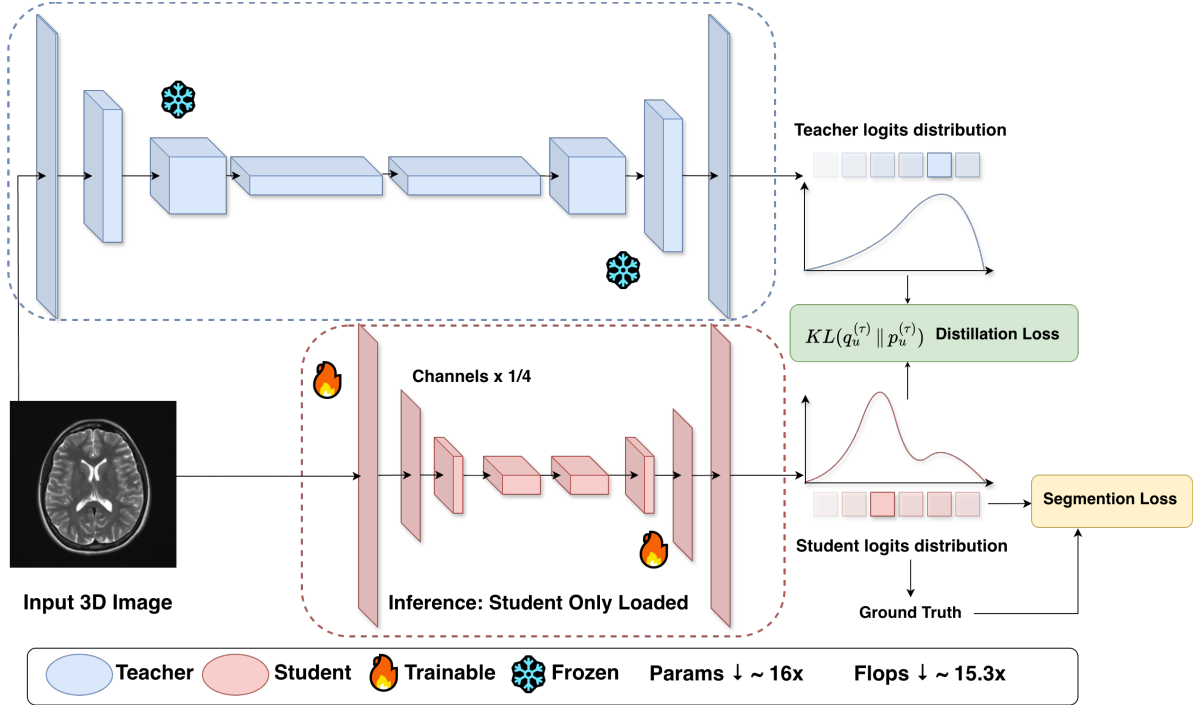 Teacher logits distribution
KL(q_u^{(τ)} ∥ p_u^{(τ)}) Distillation Loss
Channels x 1/4
Segmention Loss
Student logits distribution
Input 3D Image
Inference: Student Only Loaded
Ground Truth
Teacher Student Trainable Frozen Params ↓ ~ 16x Flops ↓ ~ 15.3x